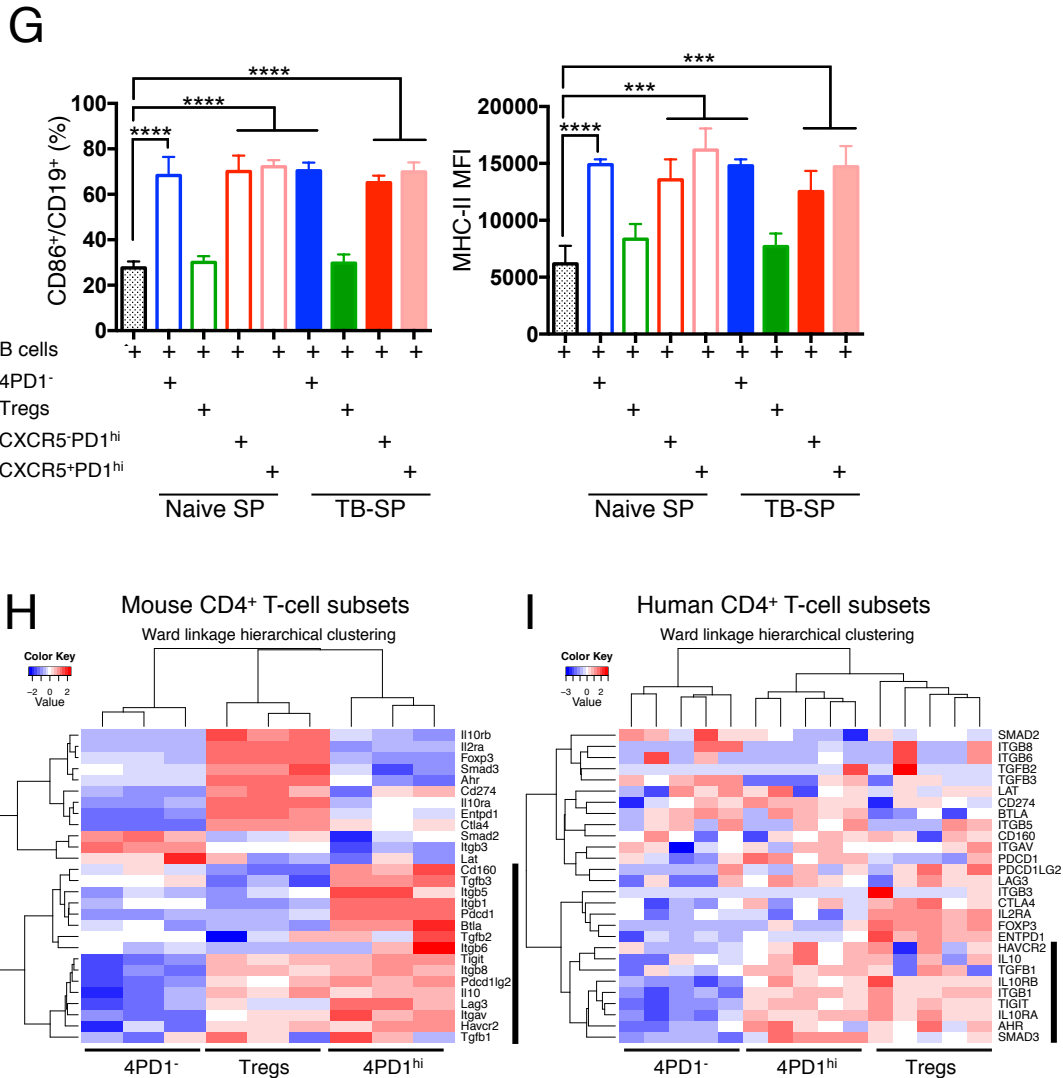 G
****
****
****
100
80
60
40
20
0
CD86+/CD19+ (%)
***
***
****
20000
15000
10000
5000
0
MHC-II MFI
B cells + + + + + + + + + + + + + + + + + +
4PD1- + + + +
Tregs + + + +
CXCR5-PD1hi + + + +
CXCR5+PD1hi + + + +
Naive SP TB-SP Naive SP TB-SP
H Mouse CD4+ T-cell subsets
Ward linkage hierarchical clustering
Color Key
-2 0 2
Value
Il10rb
Il2ra
Foxp3
Smad3
Ahr
Cd274
Il10ra
Entpd1
Ctla4
Smad2
Itgb3
Lat
Cd160
Tgfb3
Itgb5
Itgb1
Pdcd1
Btla
Tgfb2
Itgb6
Tigit
Itgb8
Pdcd1lg2
Il10
Lag3
Itgav
Havcr2
Tgfb1
4PD1- Tregs 4PD1hi
I Human CD4+ T-cell subsets
Ward linkage hierarchical clustering
Color Key
-3 0 2
Value
SMAD2
ITGB8
ITGB6
TGFB2
TGFB3
LAT
CD274
BTLA
ITGB5
CD160
ITGAV
PDCD1
PDCD1LG2
LAG3
ITGB3
CTLA4
IL2RA
FOXP3
ENTPD1
HAVCR2
IL10
TGFB1
IL10RB
ITGB1
TIGIT
IL10RA
AHR
SMAD3
4PD1- 4PD1hi Tregs